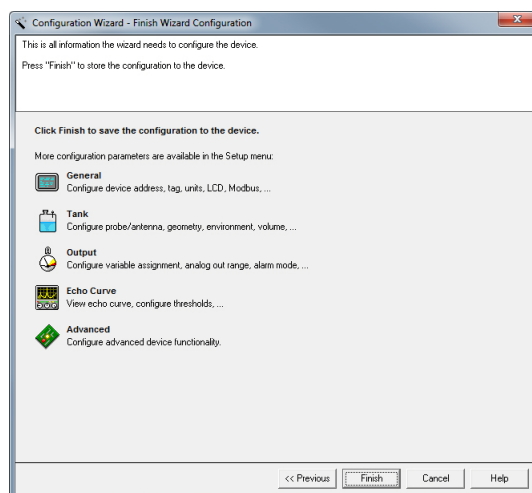 Configuration Wizard - Finish Wizard Configuration
This is all information the wizard needs to configure the device.
Press "Finish" to store the configuration to the device.
Click Finish to save the configuration to the device.
More configuration parameters are available in the Setup menu:
General
Configure device address, tag, units, LCD, Modbus, ...
Tank
Configure probe/antenna, geometry, environment, volume, ...
Output
Configure variable assignment, analog out range, alarm mode, ...
Echo Curve
View echo curve, configure thresholds, ...
Advanced
Configure advanced device functionality.
<< Previous Finish Cancel Help